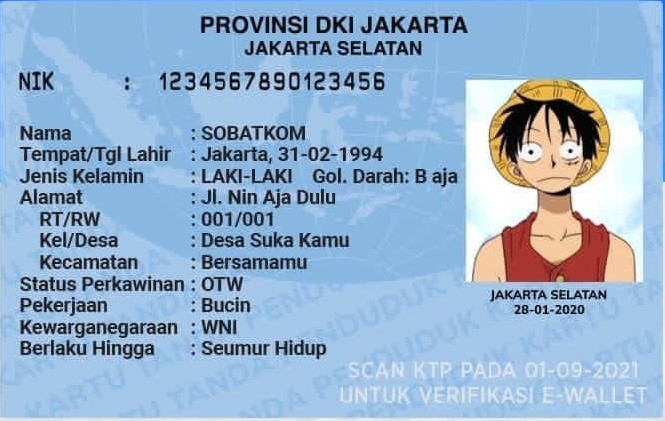 PROVINSI DKI JAKARTA
JAKARTA SELATAN
NIK : 1234567890123456
Nama : SOBATKOM
Tempat/Tgl Lahir : Jakarta, 31-02-1994
Jenis Kelamin : LAKI-LAKI Gol. Darah: B aja
Alamat : Jl. Nin Aja Dulu
RT/RW : 001/001
Kel/Desa : Desa Suka Kamu
Kecamatan : Bersamamu
Status Perkawinan : OTW
Pekerjaan : Bucin
Kewarganegaraan : WNI
Berlaku Hingga : Seumur Hidup
JAKARTA SELATAN
28-01-2020
SCAN KTP PADA 01-09-2021
UNTUK VERIFIKASI E-WALLET